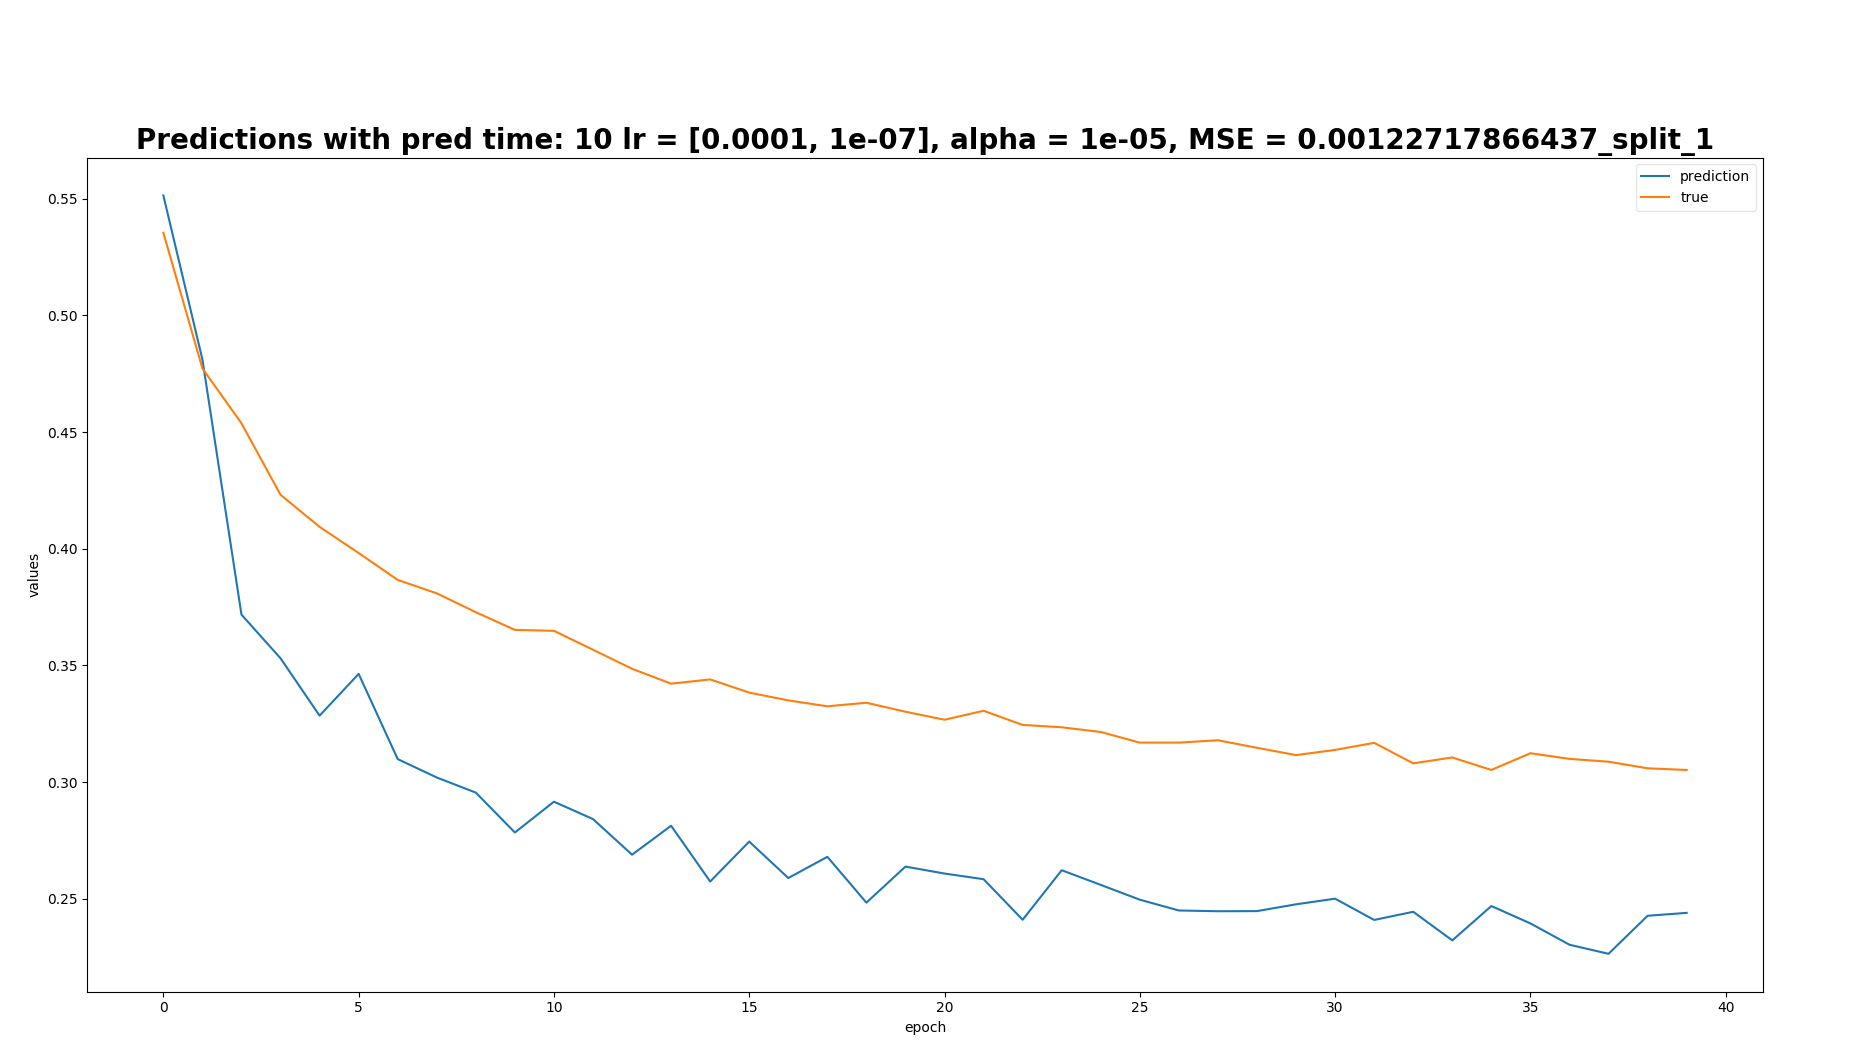 Predictions with pred time: 10 lr = [0.0001, 1e-07], alpha = 1e-05, MSE = 0.00122717866437_split_1
prediction
true
0.55
0.50
0.45
0.40
0.35
0.30
0.25
values
0 5 10 15 20 25 30 35 40
epoch